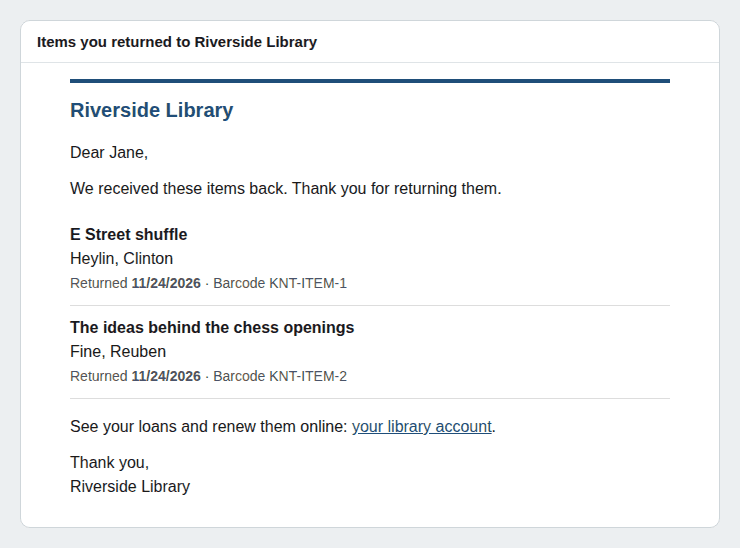 Items you returned to Riverside Library
Riverside Library
Dear Jane,
We received these items back. Thank you for returning them.
E Street shuffle
Heylin, Clinton
Returned 11/24/2026 · Barcode KNT-ITEM-1
The ideas behind the chess openings
Fine, Reuben
Returned 11/24/2026 · Barcode KNT-ITEM-2
See your loans and renew them online: your library account.
Thank you,
Riverside Library